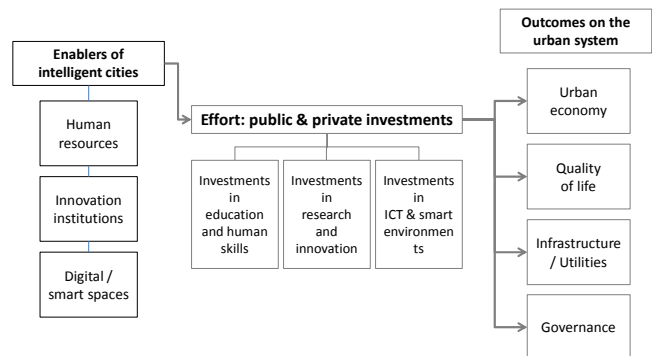 Outcomes on the
urban system
Enablers of
intelligent cities
Human
resources
Innovation
institutions
Digital /
smart spaces
Effort: public & private investments
Investments
in
education
and human
skills
Investments
in
research
and
innovation
Investments
in
ICT & smart
environmen
ts
Urban
economy
Quality
of life
Infrastructure
/ Utilities
Governance